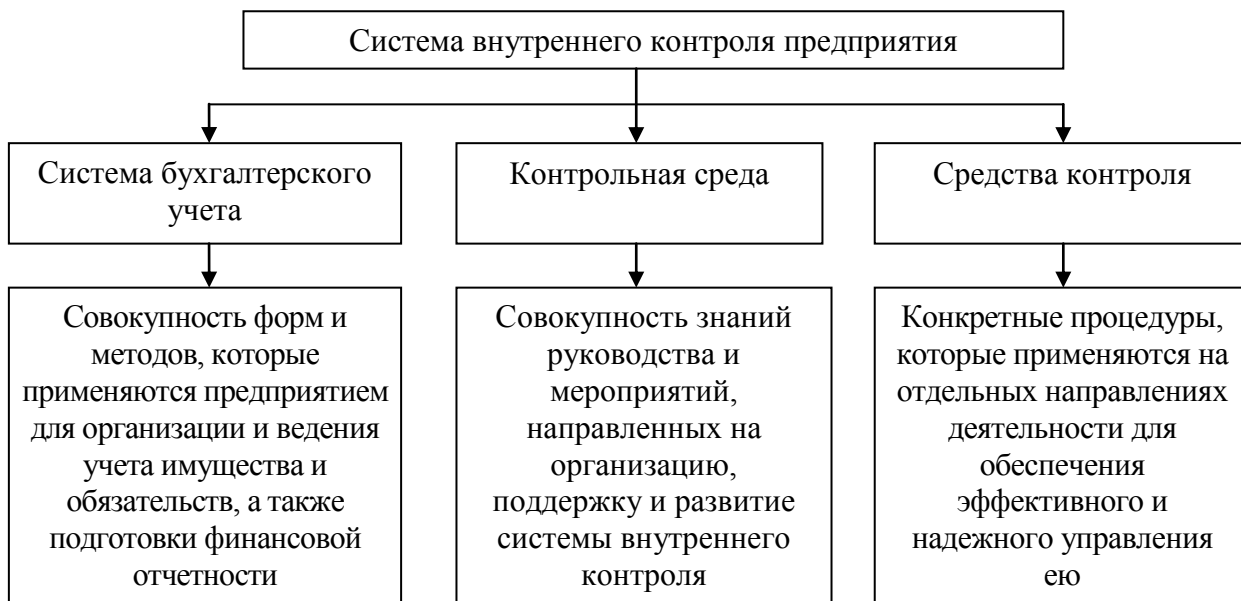 Система внутреннего контроля предприятия
Система бухгалтерского
учета
Контрольная среда
Средства контроля
Совокупность форм и
методов, которые
применяются предприятием
для организации и ведения
учета имущества и
обязательств, а также
подготовки финансовой
отчетности
Совокупность знаний
руководства и
мероприятий,
направленных на
организацию,
поддержку и развитие
системы внутреннего
контроля
Конкретные процедуры,
которые применяются на
отдельных направлениях
деятельности для
обеспечения
эффективного и
надежного управления
ею